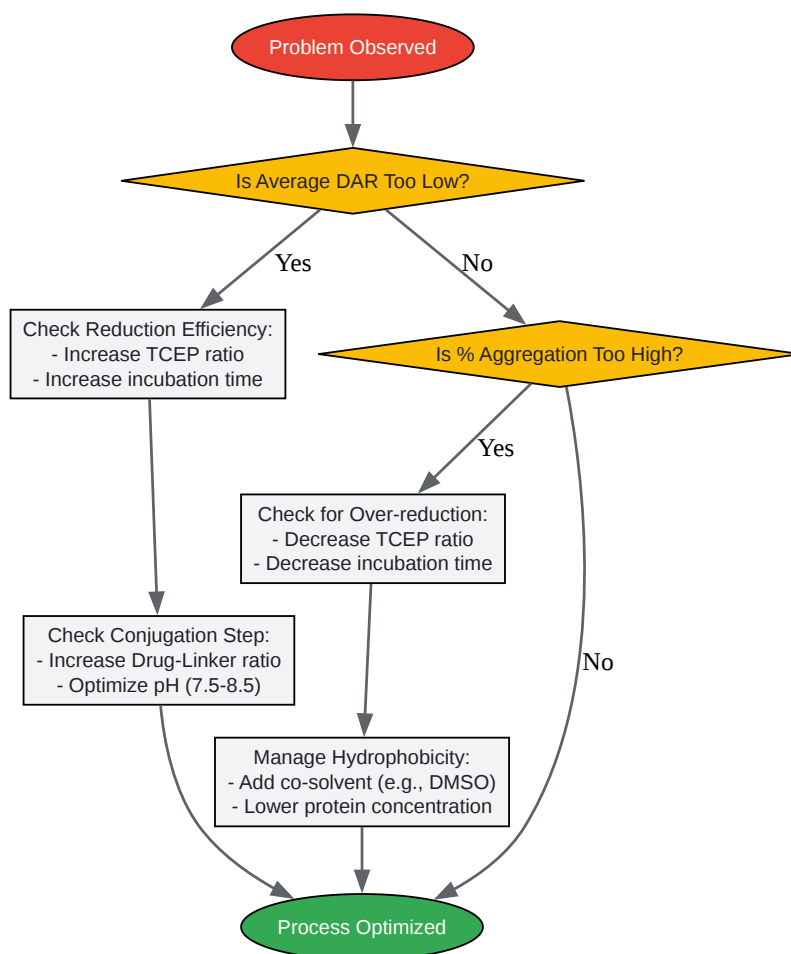 Problem Observed
Is Average DAR Too Low?
Yes
No
Check Reduction Efficiency:
- Increase TCEP ratio
- Increase incubation time
Is % Aggregation Too High?
Yes
Check for Over-reduction:
- Decrease TCEP ratio
- Decrease incubation time
Check Conjugation Step:
- Increase Drug-Linker ratio
- Optimize pH (7.5-8.5)
No
Manage Hydrophobicity:
- Add co-solvent (e.g., DMSO)
- Lower protein concentration
Process Optimized